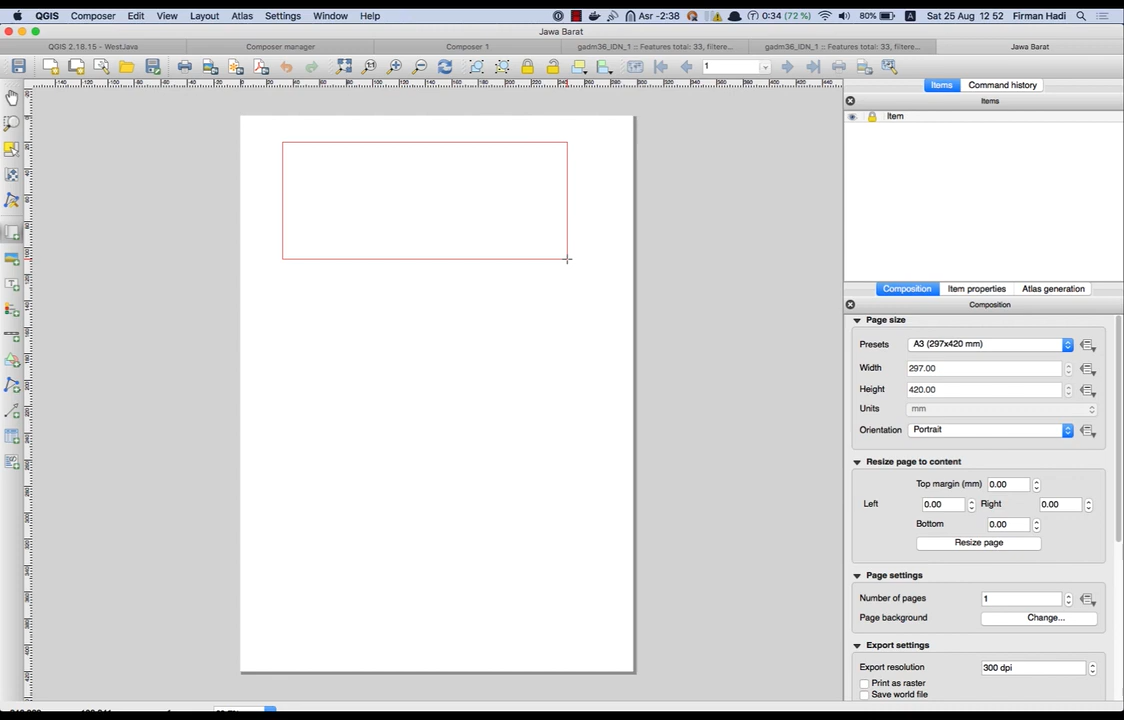 QGIS Composer Edit View Layout Atlas Settings Window Help Asr -2:38 0:34 (72 %) 80% A Sat 25 Aug 12 52 Firman Hadi
Jawa Barat
QGIS 2.18.15 - WestJava Composer manager Composer 1 gadm36_IDN_1 :: Features total: 33, filtere... gadm36_IDN_1 :: Features total: 33, filtere... Jawa Barat
1
Items Command history
Items
Item
Composition Item properties Atlas generation
Composition
Page size
Presets A3 (297x420 mm)
Width 297.00
Height 420.00
Units mm
Orientation Portrait
Resize page to content
Top margin (mm) 0.00
Left 0.00 Right 0.00
Bottom 0.00
Resize page
Page settings
Number of pages 1
Page background Change...
Export settings
Export resolution 300 dpi
Print as raster
Save world file